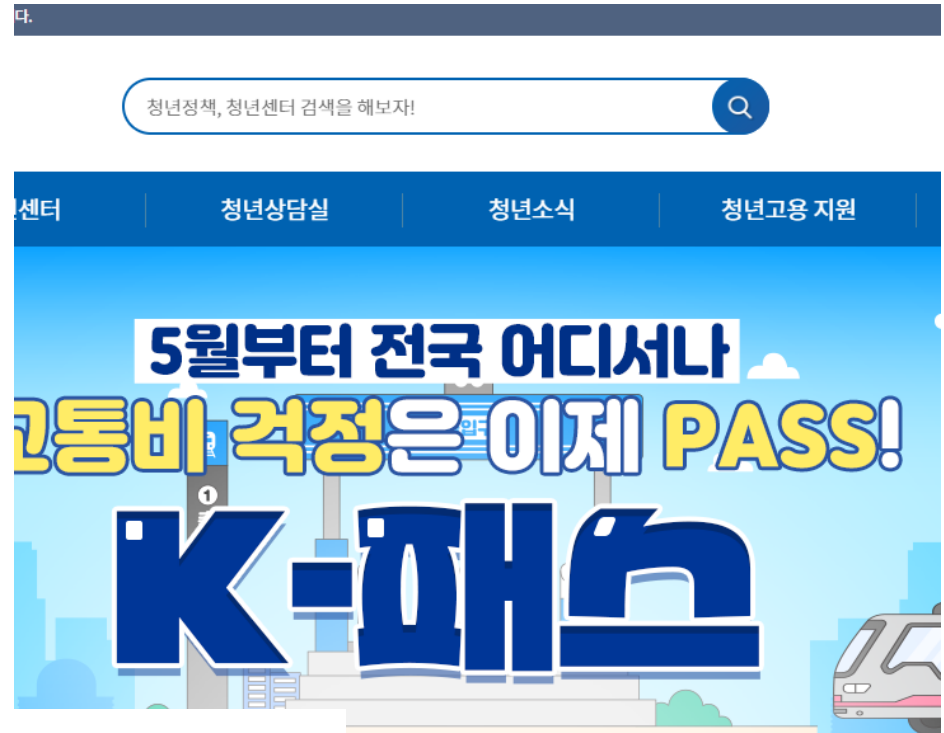 다.
청년정책, 청년센터 검색을 해보자!
센터 청년상담실 청년소식 청년고용 지원
5월부터 전국 어디서나
교통비 걱정은 이제 PASS!
1
K-패스